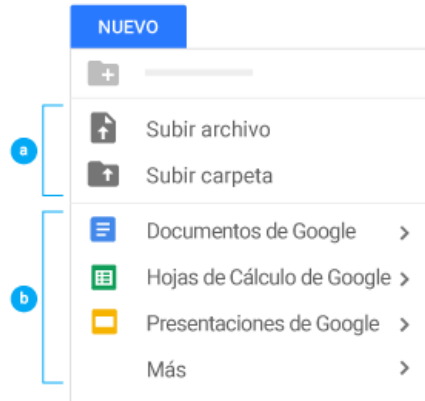 NUEVO
a
Subir archivo
Subir carpeta
b
Documentos de Google
Hojas de Cálculo de Google
Presentaciones de Google
Más